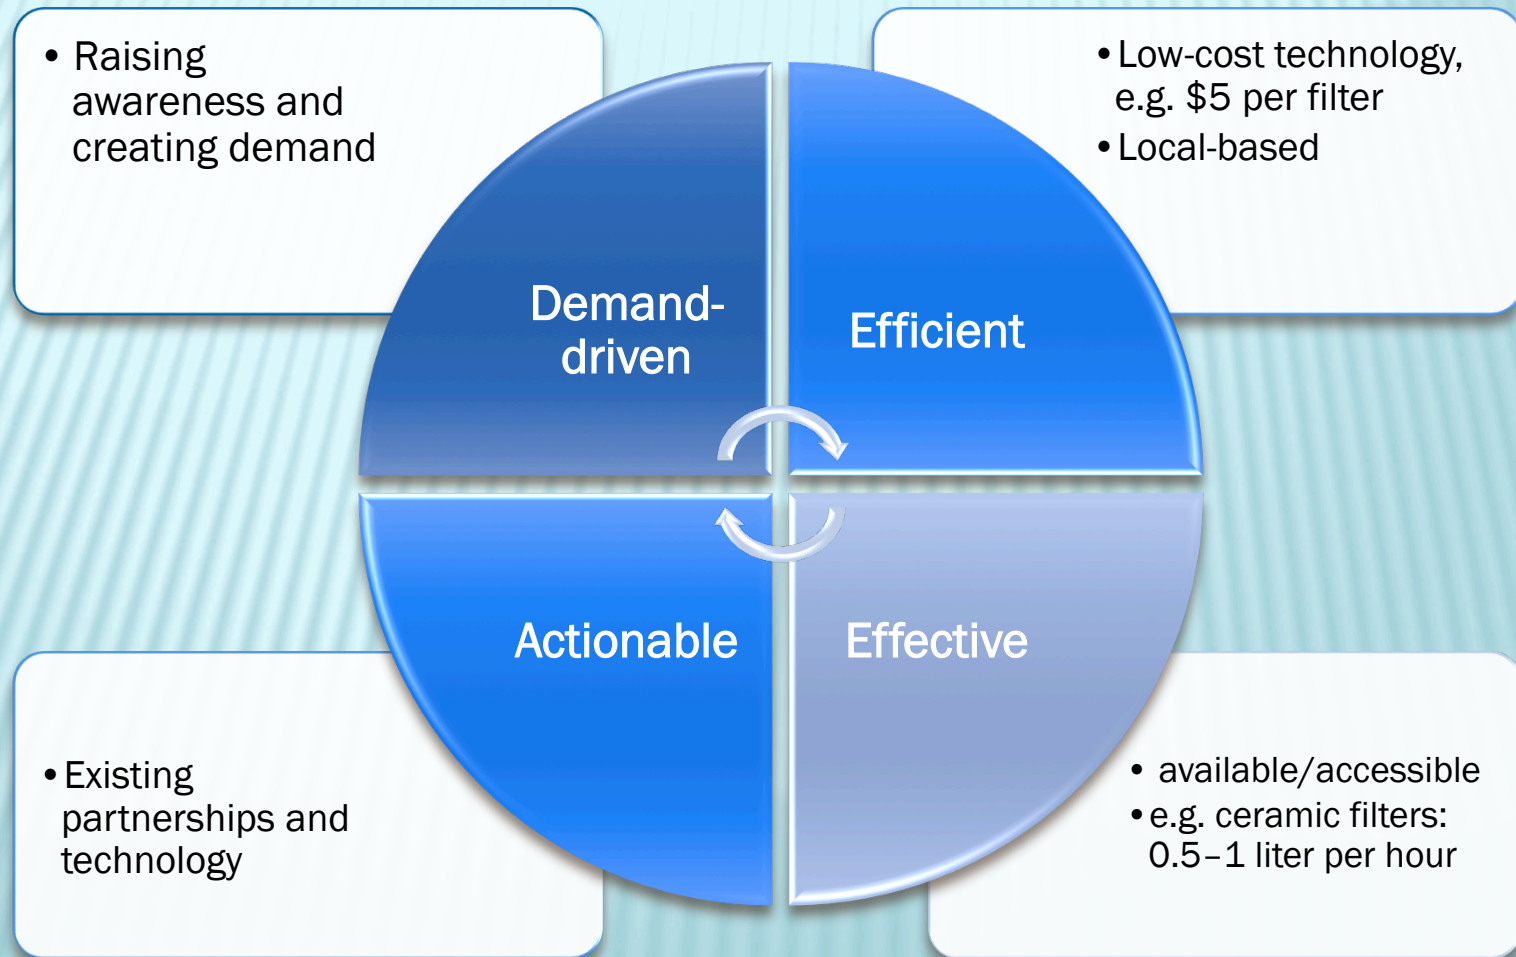 • Raising
awareness and
creating demand
•Low-cost technology,
e.g. $5 per filter
•Local-based
Demand-
driven
Efficient
Actionable
Effective
•Existing
partnerships and
technology
• available/accessible
•e.g. ceramic filters:
0.5–1 liter per hour